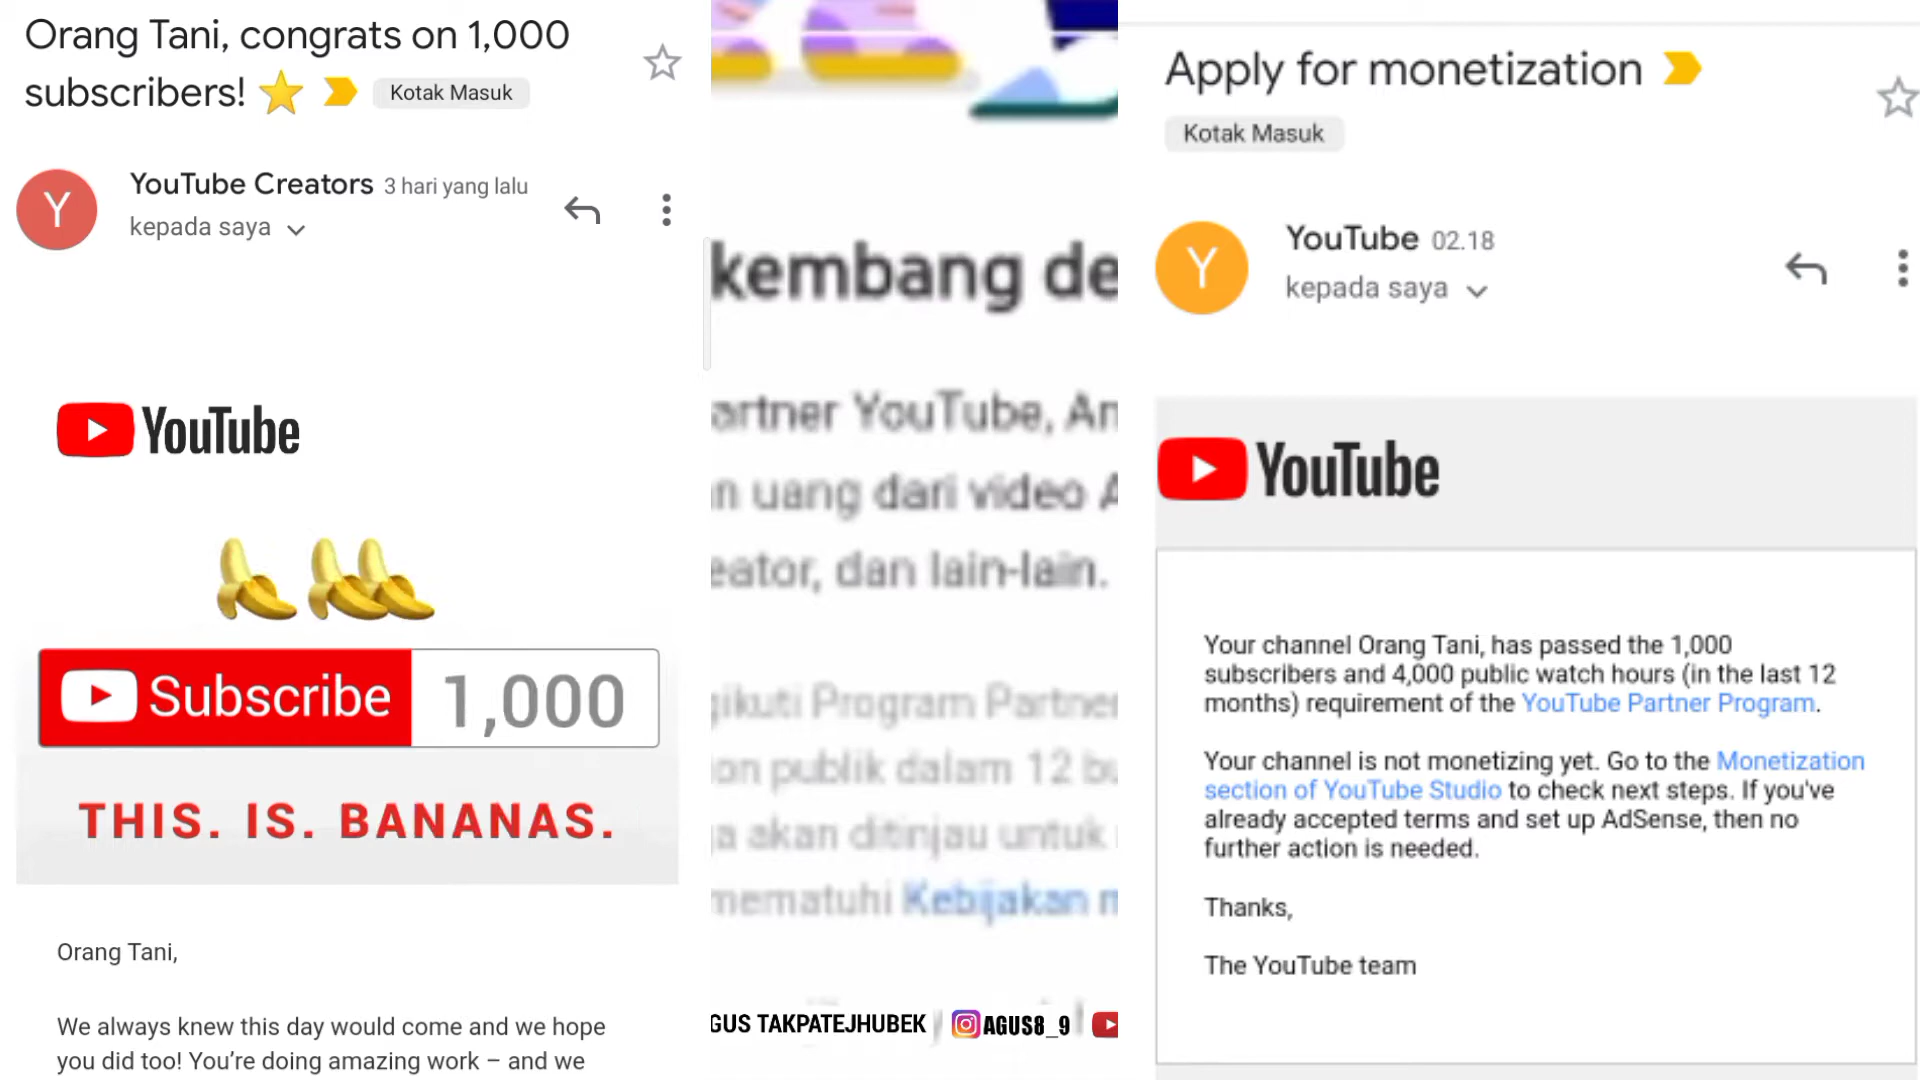 Orang Tani, congrats on 1,000
subscribers!
Kotak Masuk
Y
YouTube Creators 3 hari yang lalu
kepada saya
YouTube
Subscribe 1,000
THIS. IS. BANANAS.
Orang Tani,
We always knew this day would come and we hope
you did too! You’re doing amazing work – and we
kembang de
artner YouTube, An
n uang dari video A
eator, dan lain-lain.
gikuti Program Partner
on publik dalam 12 bu
a akan ditinjau untuk
mematuhi Kebijakan m
GUS TAKPATEJHUBEK / AGUS8_9
Apply for monetization
Kotak Masuk
Y
YouTube 02.18
kepada saya
YouTube
Your channel Orang Tani, has passed the 1,000
subscribers and 4,000 public watch hours (in the last 12
months) requirement of the YouTube Partner Program.
Your channel is not monetizing yet. Go to the Monetization
section of YouTube Studio to check next steps. If you've
already accepted terms and set up AdSense, then no
further action is needed.
Thanks,
The YouTube team